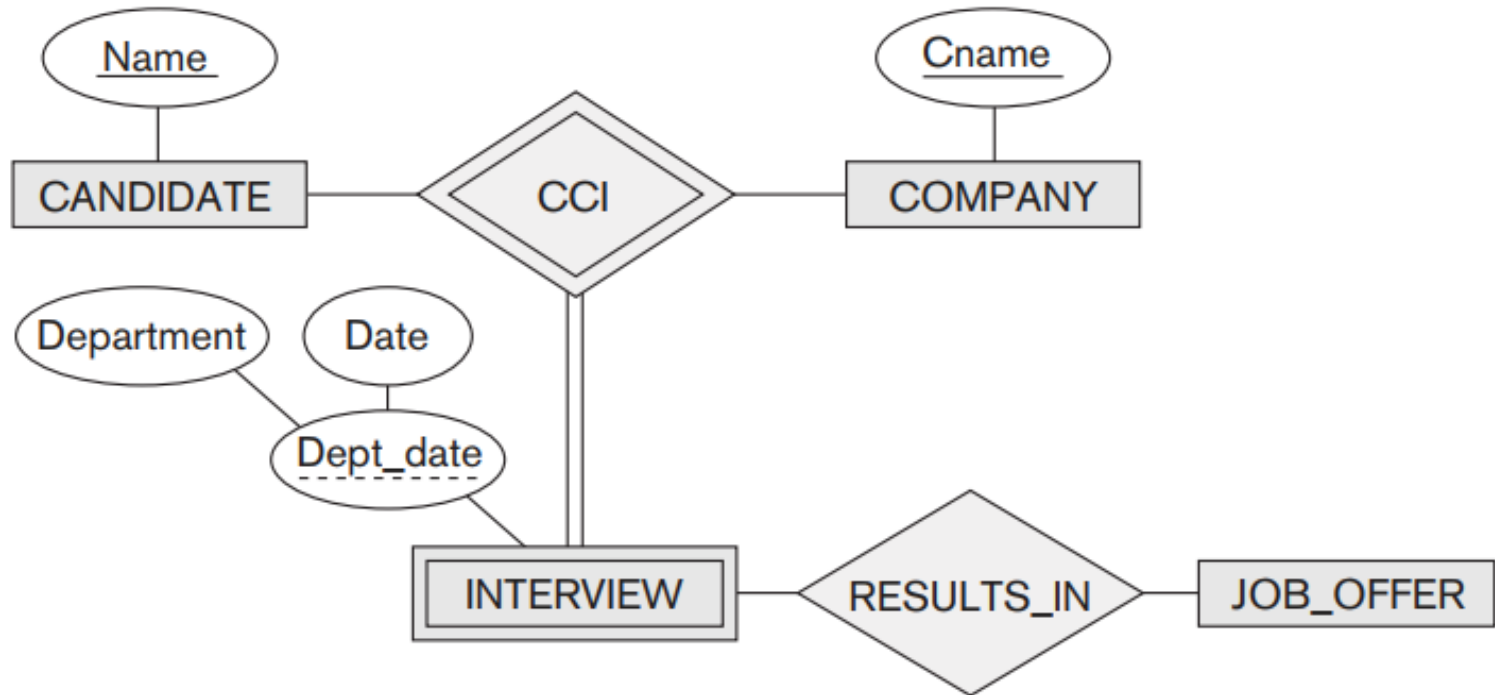 Name
Cname
CANDIDATE
CCI
COMPANY
Department
Date
Dept_date
INTERVIEW
RESULTS_IN
JOB_OFFER